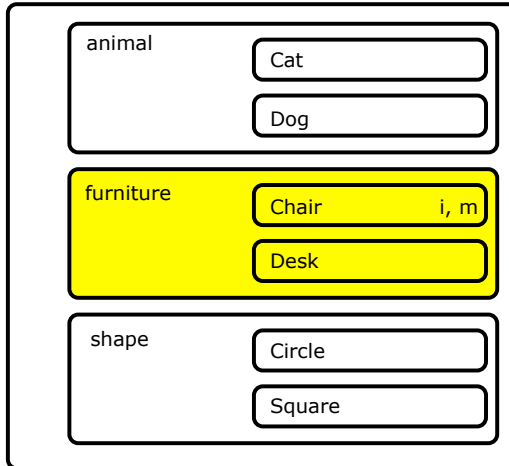 animal
Cat
Dog
furniture
Chair i, m
Desk
shape
Circle
Square